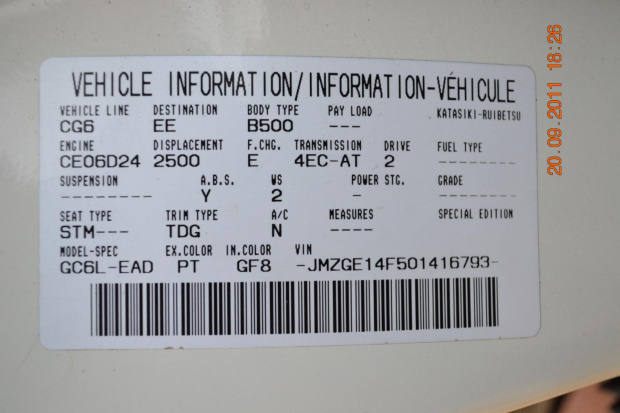 VEHICLE INFORMATION/INFORMATION-VÉHICULE
VEHICLE LINE DESTINATION BODY TYPE PAY LOAD KATASIKI-RUIBETSU
CG6 EE B500 ---
ENGINE DISPLACEMENT F.CHG. TRANSMISSION DRIVE FUEL TYPE
CE06D24 2500 E 4EC-AT 2 ---------
SUSPENSION A.B.S. WS POWER STG. GRADE
--------- Y 2 - ---------
SEAT TYPE TRIM TYPE A/C MEASURES SPECIAL EDITION
STM--- TDG N ----
MODEL-SPEC EX.COLOR IN.COLOR VIN
GC6L-EAD PT GF8 -JMZGE14F501416793-
20.09.2011 18:26